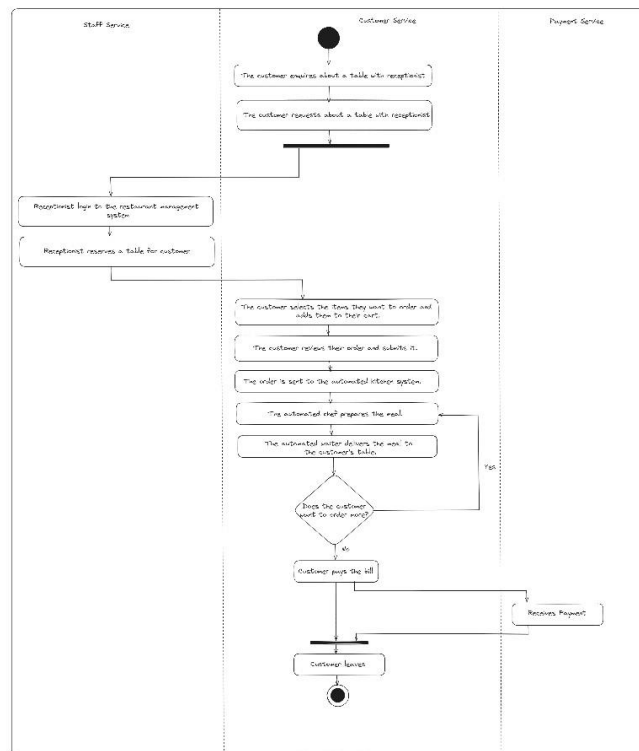 Staff Service
Customer Service
Payment Service
The customer enquires about a table with receptionist
The customer requests about a table with receptionist
Receptionist login to the restaurant management
system
Receptionist reserves a table for customer
The customer selects the items they want to order and
adds them to their cart.
The customer reviews their order and submits it.
The order is sent to the automated kitchen system.
The automated chef prepares the meal.
The automated waiter delivers the meal to
the customer's table.
Yes
Does the customer
want to order more?
No
Customer pays the bill
Receives Payment
Customer leaves